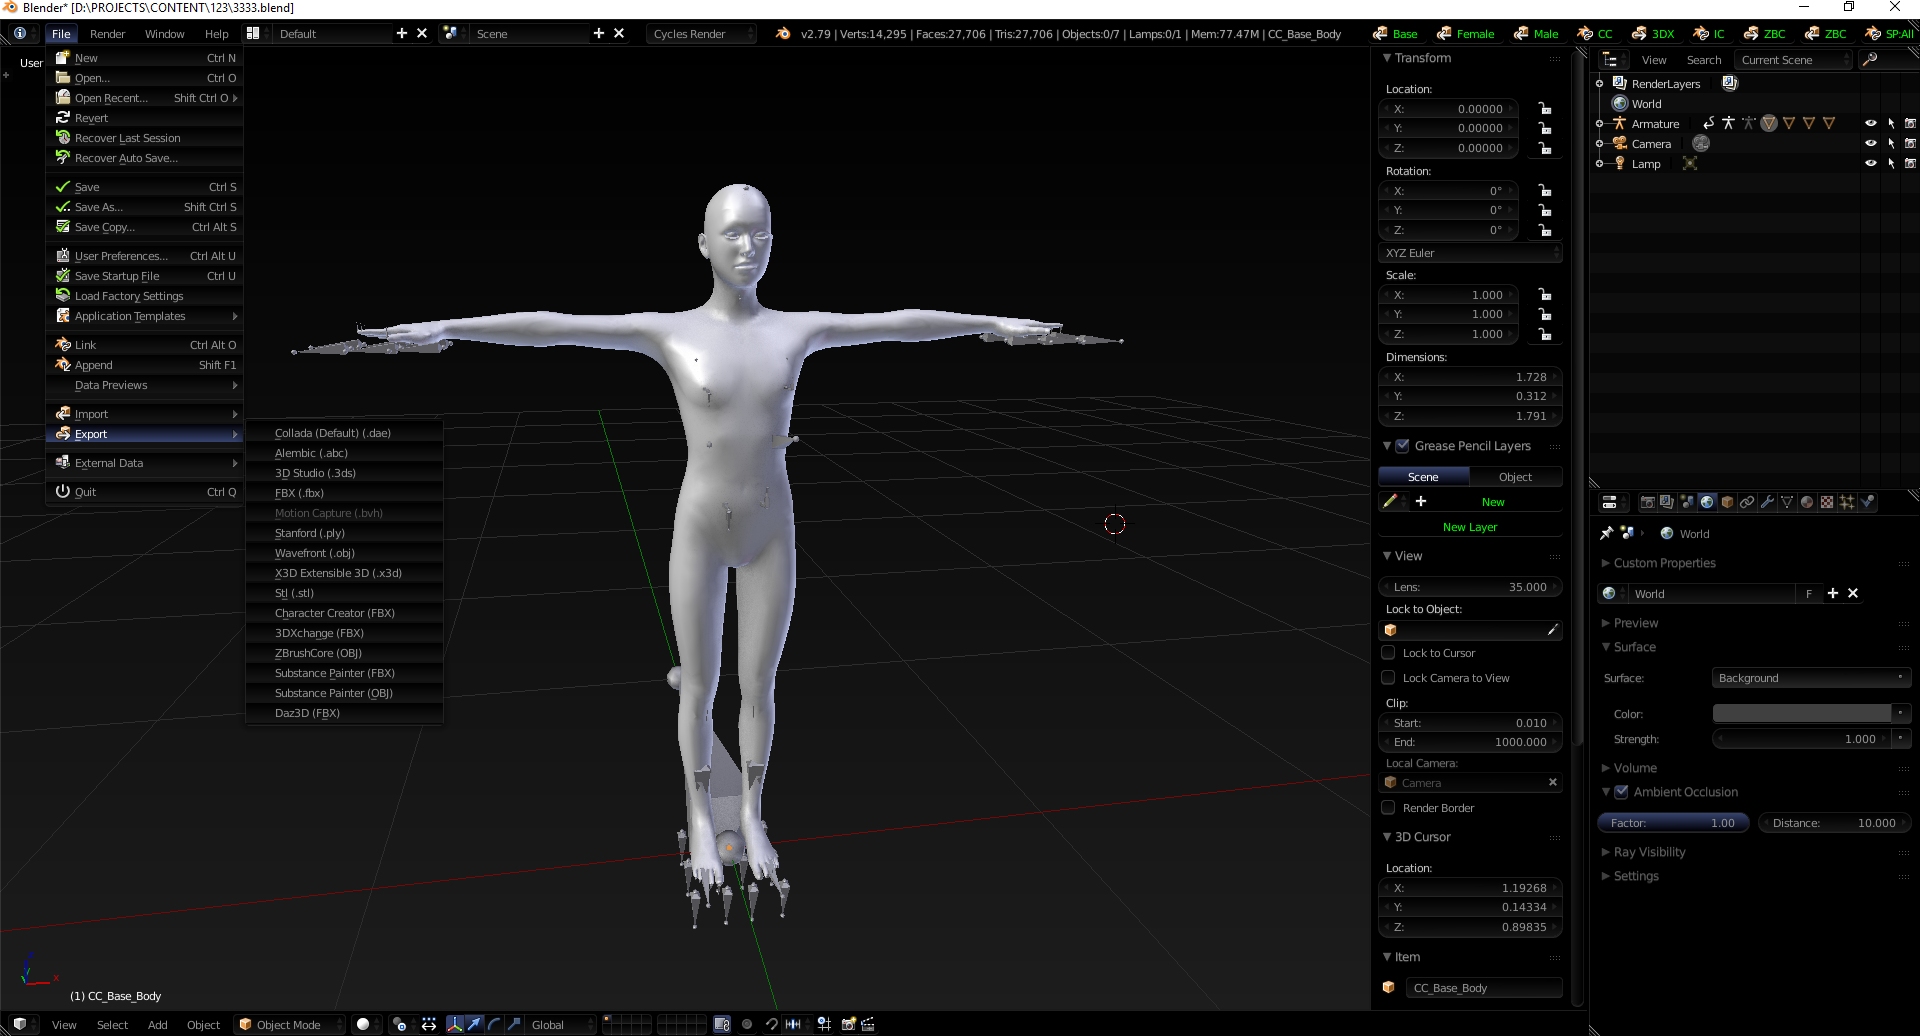 Blender* [D:\PROJECTS\CONTENT\123\3333.blend]
File Render Window Help Default Scene Cycles Render v2.79 | Verts:14,295 | Faces:27,706 | Tris:27,706 | Objects:0/7 | Lamps:0/1 | Mem:77.47M | CC_Base_Body Base Female Male CC 3DX IC ZBC ZBC SP:All
User
New Ctrl N
Open... Ctrl O
Open Recent... Shift Ctrl O
Revert
Recover Last Session
Recover Auto Save...
Save Ctrl S
Save As... Shift Ctrl S
Save Copy... Ctrl Alt S
User Preferences... Ctrl Alt U
Save Startup File Ctrl U
Load Factory Settings
Application Templates
Link Ctrl Alt O
Append Shift F1
Data Previews
Import
Export
External Data
Quit Ctrl Q
Collada (Default) (.dae)
Alembic (.abc)
3D Studio (.3ds)
FBX (.fbx)
Motion Capture (.bvh)
Stanford (.ply)
Wavefront (.obj)
X3D Extensible 3D (.x3d)
Stl (.stl)
Character Creator (FBX)
3DXchange (FBX)
ZBrushCore (OBJ)
Substance Painter (FBX)
Substance Painter (OBJ)
Daz3D (FBX)
(1) CC_Base_Body
View Select Add Object Object Mode Global
Transform
Location:
X: 0.00000
Y: 0.00000
Z: 0.00000
Rotation:
X: 0°
Y: 0°
Z: 0°
XYZ Euler
Scale:
X: 1.000
Y: 1.000
Z: 1.000
Dimensions:
X: 1.728
Y: 0.312
Z: 1.791
Grease Pencil Layers
Scene Object
New
New Layer
View
Lens: 35.000
Lock to Object:
Lock to Cursor
Lock Camera to View
Clip:
Start: 0.010
End: 1000.000
Local Camera:
Camera
Render Border
3D Cursor
Location:
X: 1.19268
Y: 0.14334
Z: 0.89835
Item
CC_Base_Body
View Search Current Scene
RenderLayers
World
Armature
Camera
Lamp
World
Custom Properties
World F
Preview
Surface
Surface: Background
Color:
Strength: 1.000
Volume
Ambient Occlusion
Factor: 1.00 Distance: 10.000
Ray Visibility
Settings